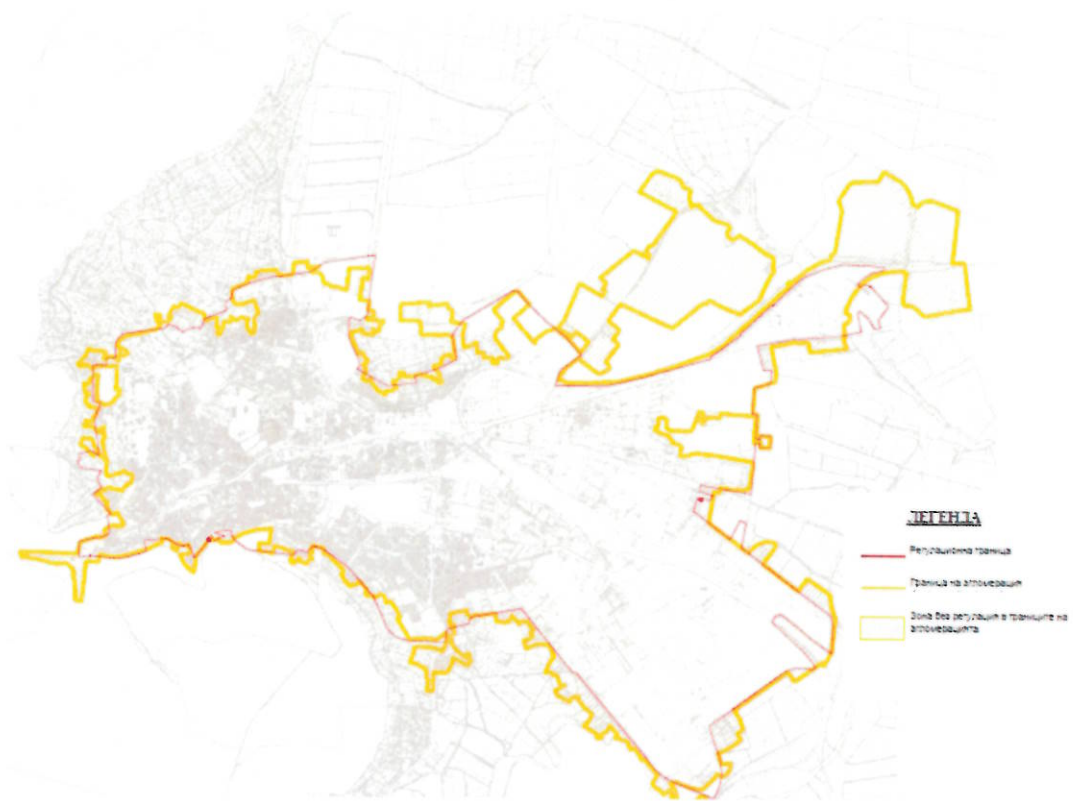 ЛЕГЕНДА
Регулационна граница
Граница на агломерация
Зона без регулация в границите на
агломерацията